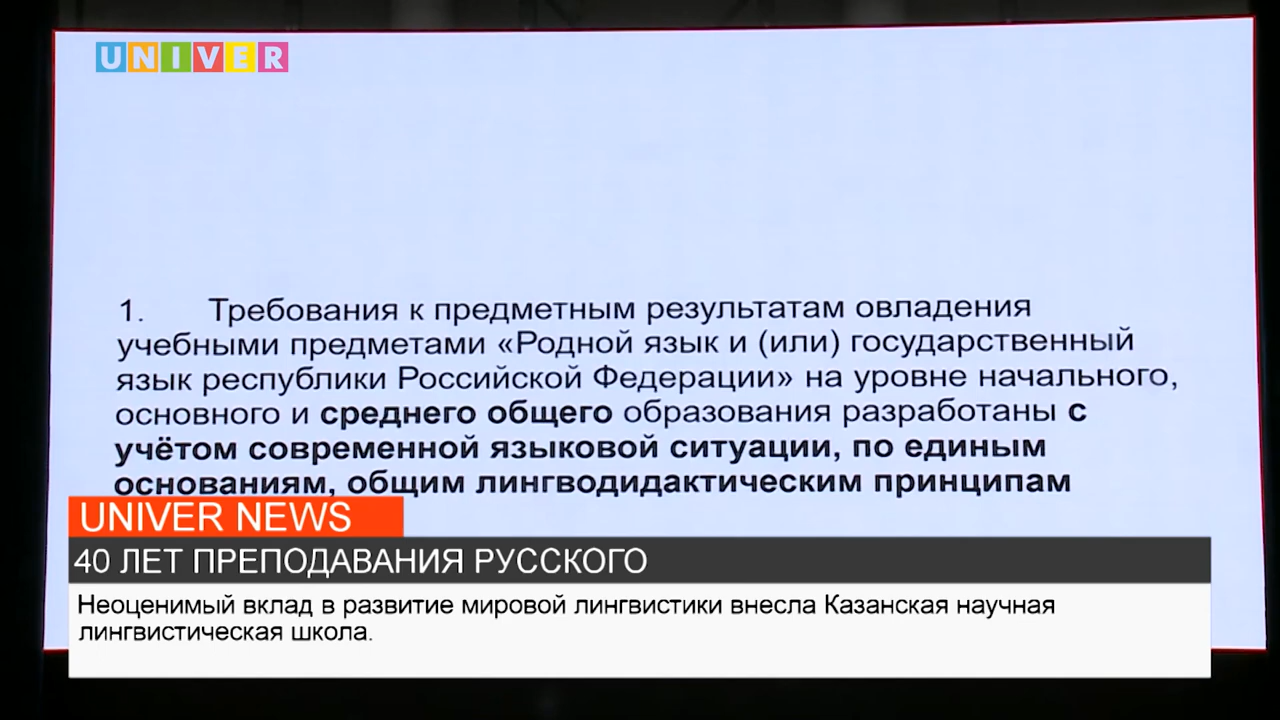 UNIVER
1. Требования к предметным результатам овладения
учебными предметами «Родной язык и (или) государственный
язык республики Российской Федерации» на уровне начального,
основного и среднего общего образования разработаны с
учётом современной языковой ситуации, по единым
основаниям, общим лингводидактическим принципам
UNIVER NEWS
40 ЛЕТ ПРЕПОДАВАНИЯ РУССКОГО
Неоценимый вклад в развитие мировой лингвистики внесла Казанская научная
лингвистическая школа.